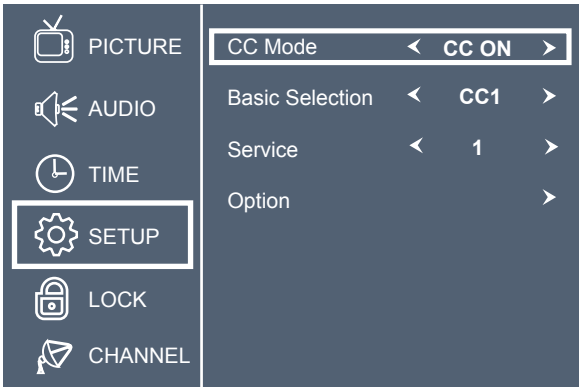 PICTURE
AUDIO
TIME
SETUP
LOCK
CHANNEL
CC Mode CC ON
Basic Selection CC1
Service 1
Option